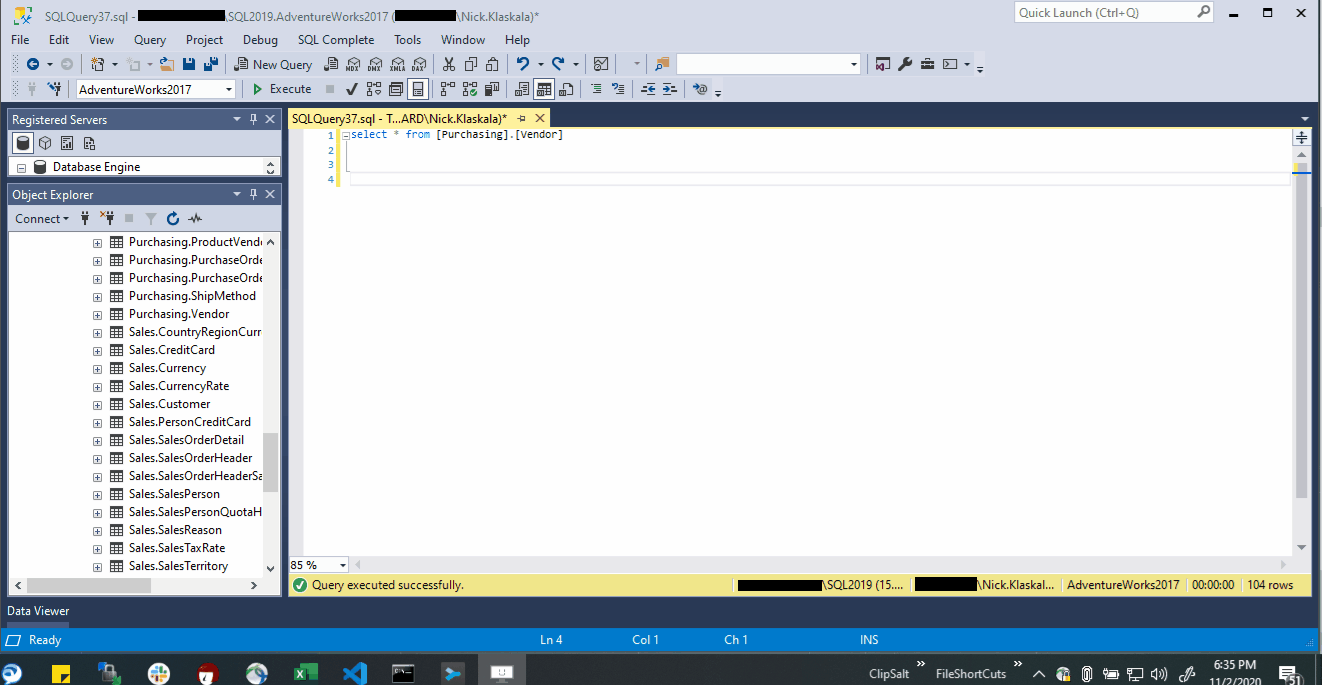 SQLQuery37.sql - \SQL2019.AdventureWorks2017 ( \Nick.Klaskala)*
Quick Launch (Ctrl+Q)
File Edit View Query Project Debug SQL Complete Tools Window Help
New Query MDX DMX XMLA DAX
AdventureWorks2017 Execute
Registered Servers
Database Engine
Object Explorer
Connect
Purchasing.ProductVend
Purchasing.PurchaseOrde
Purchasing.PurchaseOrde
Purchasing.ShipMethod
Purchasing.Vendor
Sales.CountryRegionCurr
Sales.CreditCard
Sales.Currency
Sales.CurrencyRate
Sales.Customer
Sales.PersonCreditCard
Sales.SalesOrderDetail
Sales.SalesOrderHeader
Sales.SalesOrderHeaderSa
Sales.SalesPerson
Sales.SalesPersonQuotaH
Sales.SalesReason
Sales.SalesTaxRate
Sales.SalesTerritory
SQLQuery37.sql - T...ARD\Nick.Klaskala)*
1 select * from [Purchasing].[Vendor]
2
3
4
85 %
Query executed successfully. \SQL2019 (15.... \Nick.Klaskal... AdventureWorks2017 00:00:00 104 rows
Data Viewer
Ready Ln 4 Col 1 Ch 1 INS
ClipSalt » FileShortCuts » 6:35 PM
11/2/2020 51